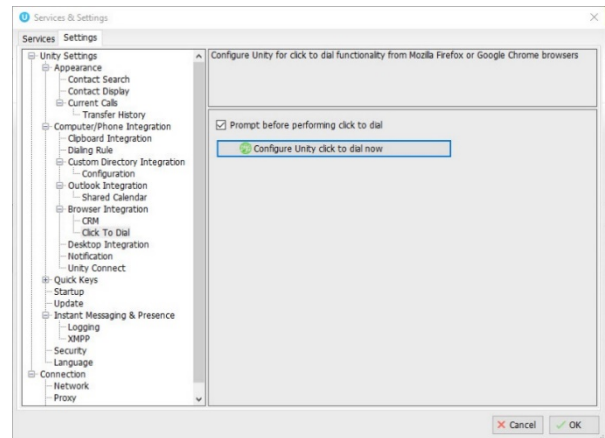 Services & Settings
Services Settings
Unity Settings
Appearance
Contact Search
Contact Display
Current Calls
Transfer History
Computer/Phone Integration
Clipboard Integration
Dialing Rule
Custom Directory Integration
Configuration
Outlook Integration
Shared Calendar
Browser Integration
CRM
Click To Dial
Desktop Integration
Notification
Unity Connect
Quick Keys
Startup
Update
Instant Messaging & Presence
Logging
XMPP
Security
Language
Connection
Network
Proxy
Configure Unity for click to dial functionality from Mozilla Firefox or Google Chrome browsers
Prompt before performing click to dial
Configure Unity click to dial now
Cancel
OK